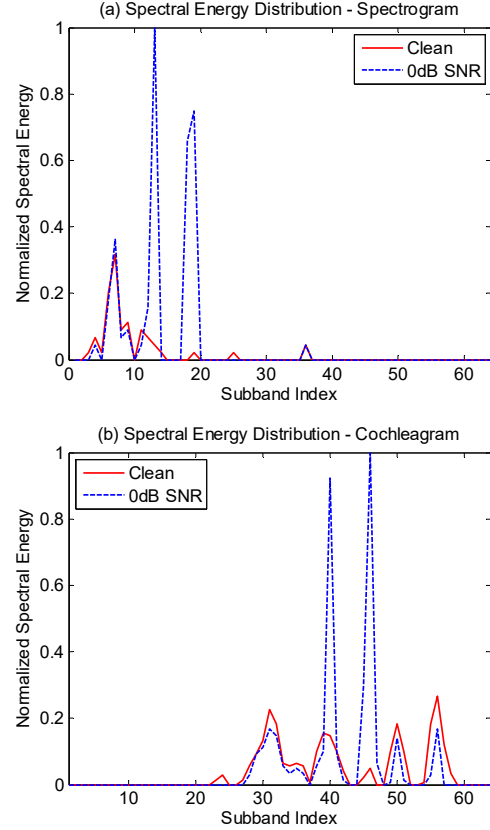 (a) Spectral Energy Distribution - Spectrogram
Normalized Spectral Energy
1
0.8
0.6
0.4
0.2
0
Clean
0dB SNR
0 10 20 30 40 50 60
Subband Index
(b) Spectral Energy Distribution - Cochleagram
Normalized Spectral Energy
1
0.8
0.6
0.4
0.2
0
Clean
0dB SNR
10 20 30 40 50 60
Subband Index